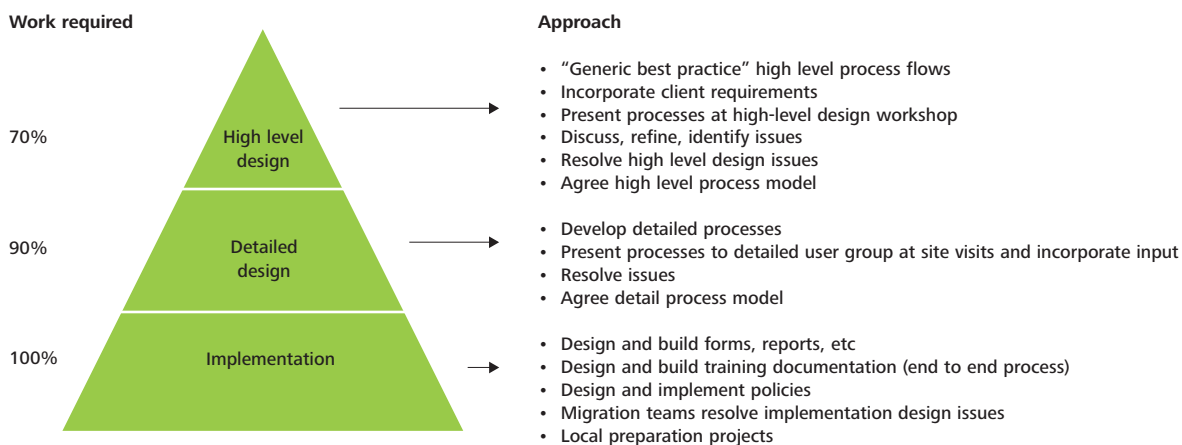 Work required
Approach
70%
High level
design
• “Generic best practice” high level process flows
• Incorporate client requirements
• Present processes at high-level design workshop
• Discuss, refine, identify issues
• Resolve high level design issues
• Agree high level process model
90%
Detailed
design
• Develop detailed processes
• Present processes to detailed user group at site visits and incorporate input
• Resolve issues
• Agree detail process model
100%
Implementation
• Design and build forms, reports, etc
• Design and build training documentation (end to end process)
• Design and implement policies
• Migration teams resolve implementation design issues
• Local preparation projects